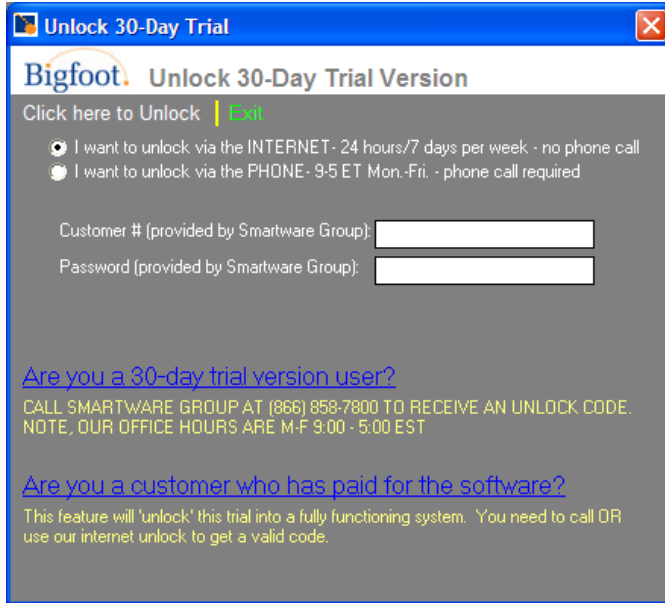 Unlock 30-Day Trial
Bigfoot. Unlock 30-Day Trial Version
Click here to Unlock | Exit
I want to unlock via the INTERNET- 24 hours/7 days per week - no phone call
I want to unlock via the PHONE- 9-5 ET Mon.-Fri. - phone call required
Customer # (provided by Smartware Group):
Password (provided by Smartware Group):
Are you a 30-day trial version user?
CALL SMARTWARE GROUP AT (866) 858-7800 TO RECEIVE AN UNLOCK CODE.
NOTE, OUR OFFICE HOURS ARE M-F 9:00 - 5:00 EST
Are you a customer who has paid for the software?
This feature will 'unlock' this trial into a fully functioning system.  You need to call OR
use our internet unlock to get a valid code.